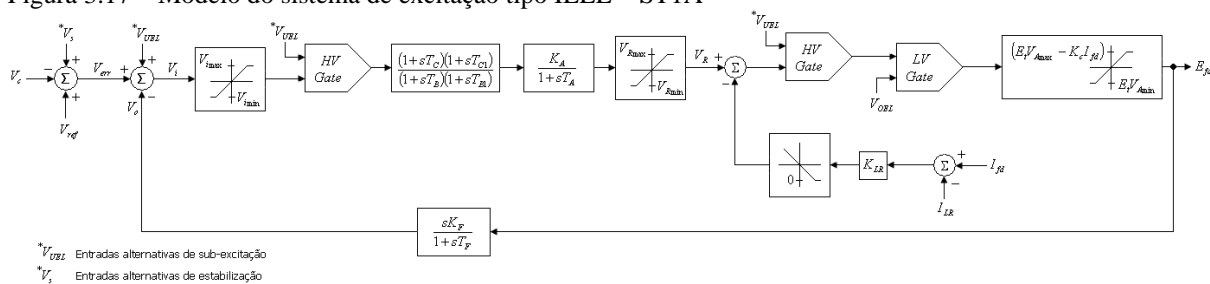 Figura 3.17 – Modelo do sistema de excitação tipo IEEE – ST1A
*V_s
*V_UEL
*V_UEL
*V_UEL
V_c
−
+
Σ
+
V_err
+
+
Σ
−
V_i
V_o
V_ref
V_imax
V_imin
HV
Gate
(1+sT_C)(1+sT_C1)
(1+sT_B)(1+sT_B1)
K_A
1+sT_A
V_Rmax
V_Rmin
V_R
+
Σ
−
HV
Gate
LV
Gate
V_OEL
(E_t V_Amax − K_c I_fd)
E_t V_Amin
E_fd
0
K_LR
Σ
+
I_fd
−
I_LR
sK_F
1+sT_F
*V_UEL Entradas alternativas de sub-excitação
*V_s Entradas alternativas de estabilização